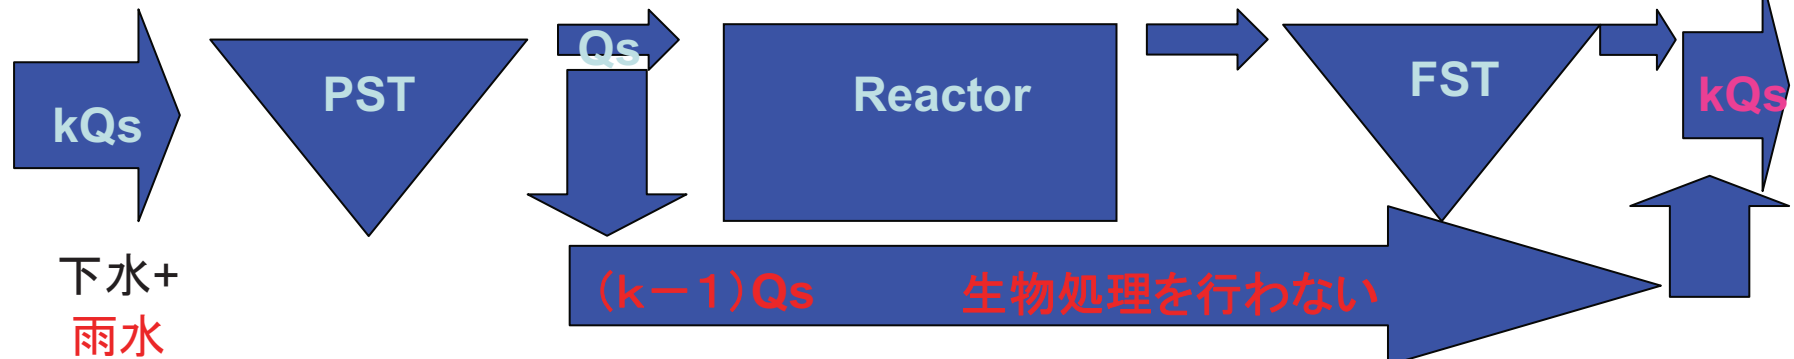 kQs
PST
Qs
Reactor
FST
kQs
下水+
雨水
（k－１）Qs 生物処理を行わない